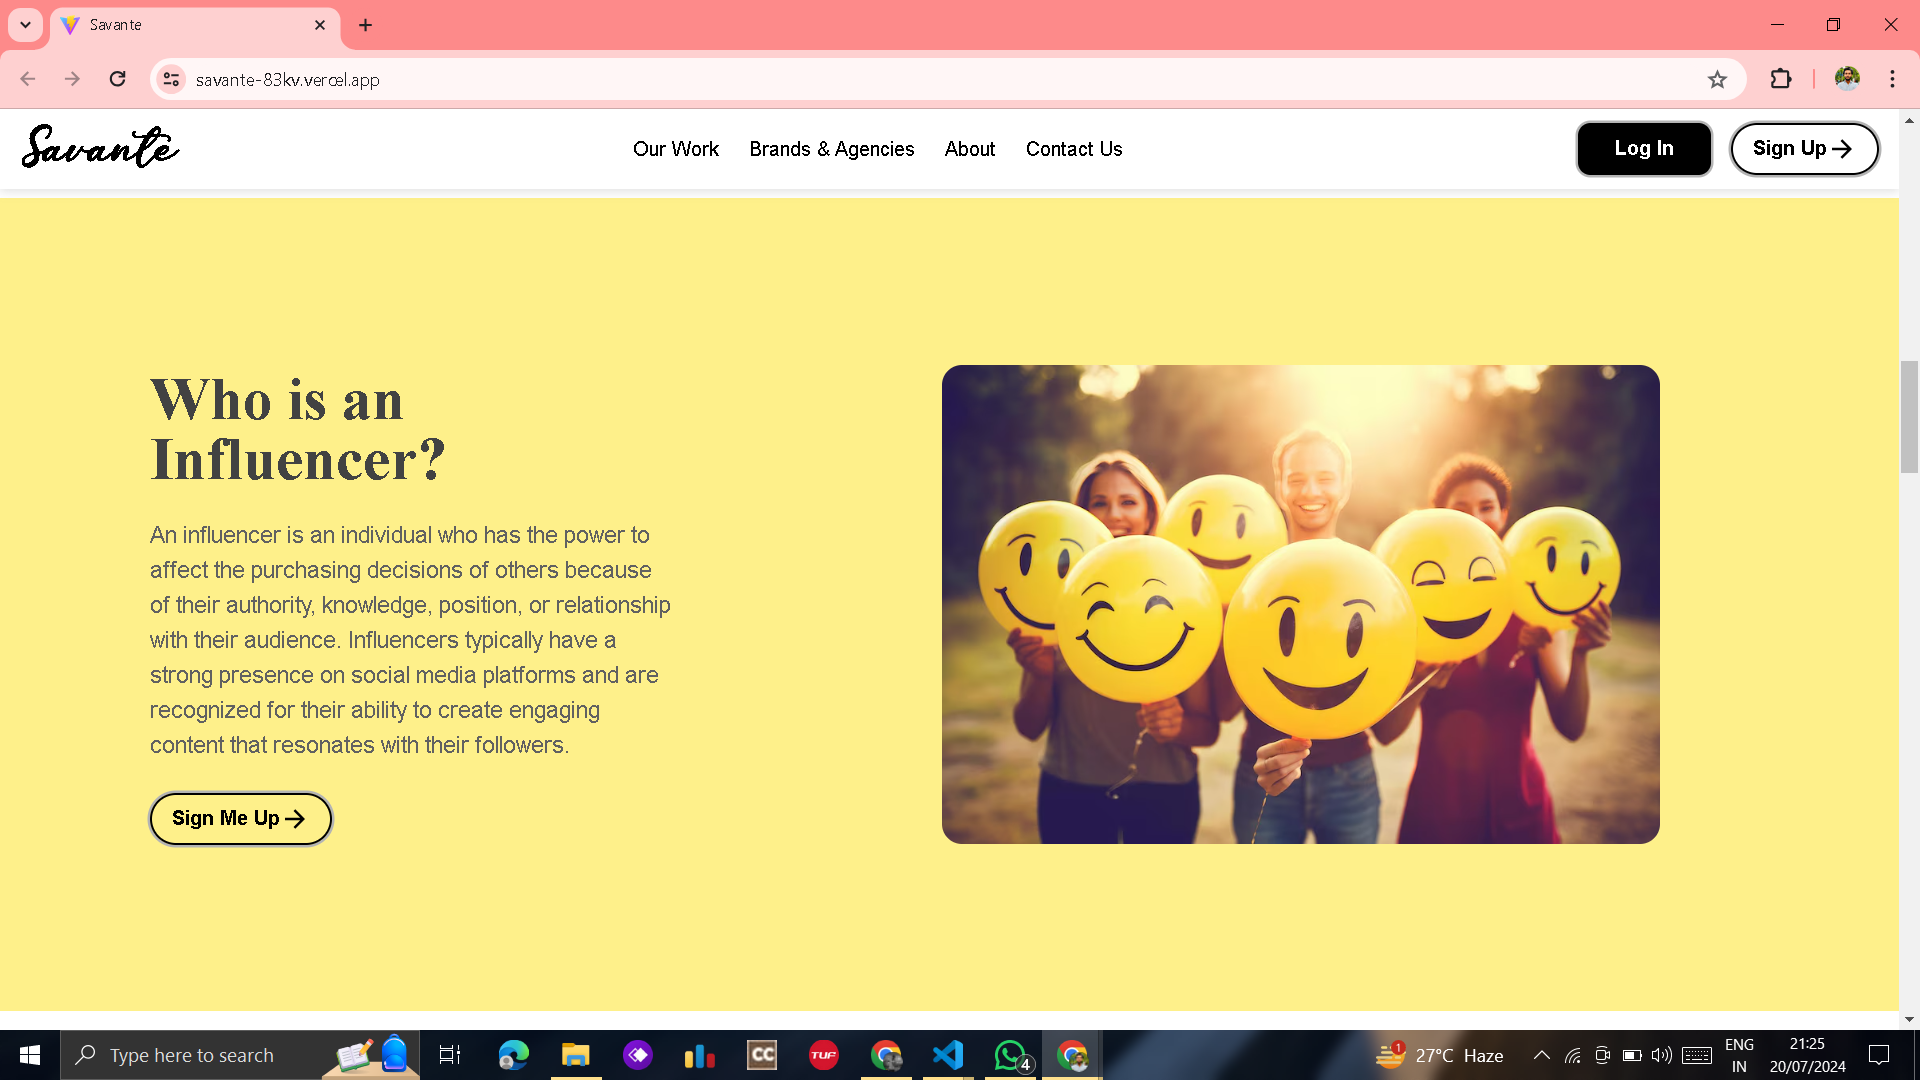 Savante
savante-83kv.vercel.app
Savante
Our Work
Brands & Agencies
About
Contact Us
Log In
Sign Up
Who is an
Influencer?
An influencer is an individual who has the power to
affect the purchasing decisions of others because
of their authority, knowledge, position, or relationship
with their audience. Influencers typically have a
strong presence on social media platforms and are
recognized for their ability to create engaging
content that resonates with their followers.
Sign Me Up
Type here to search
CC
TUF
4
1
27°C Haze
ENG
IN
21:25
20/07/2024